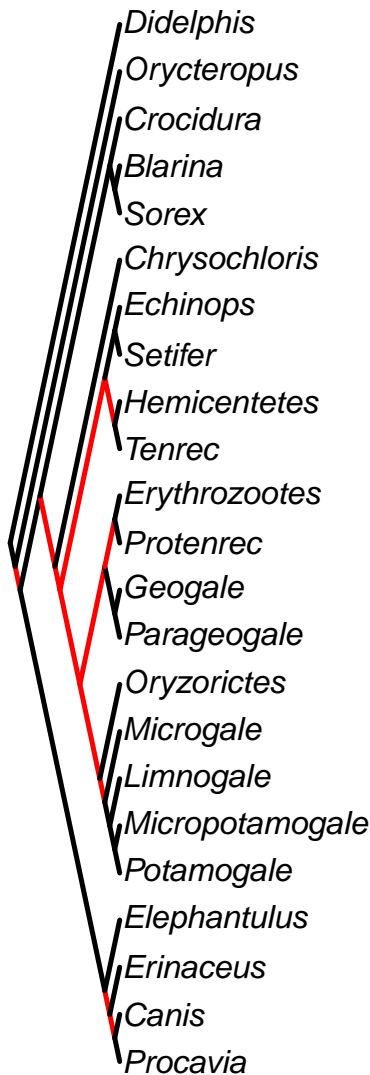 Didelphis
Orycteropus
Crocidura
Blarina
Sorex
Chrysochloris
Echinops
Setifer
Hemicentetes
Tenrec
Erythrozootes
Protenrec
Geogale
Parageogale
Oryzorictes
Microgale
Limnogale
Micropotamogale
Potamogale
Elephantulus
Erinaceus
Canis
Procavia